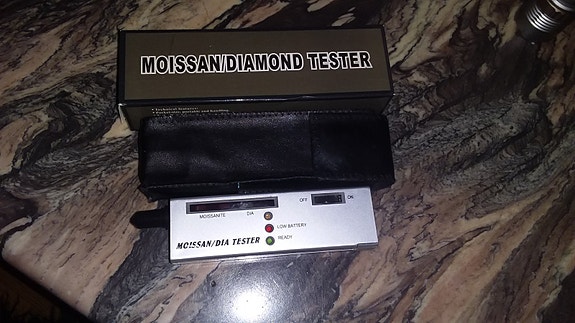 MOISSAN/DIAMOND TESTER
MOISSANITE DIA
OFF ON
LOW BATTERY
READY
MOISSAN/DIA TESTER